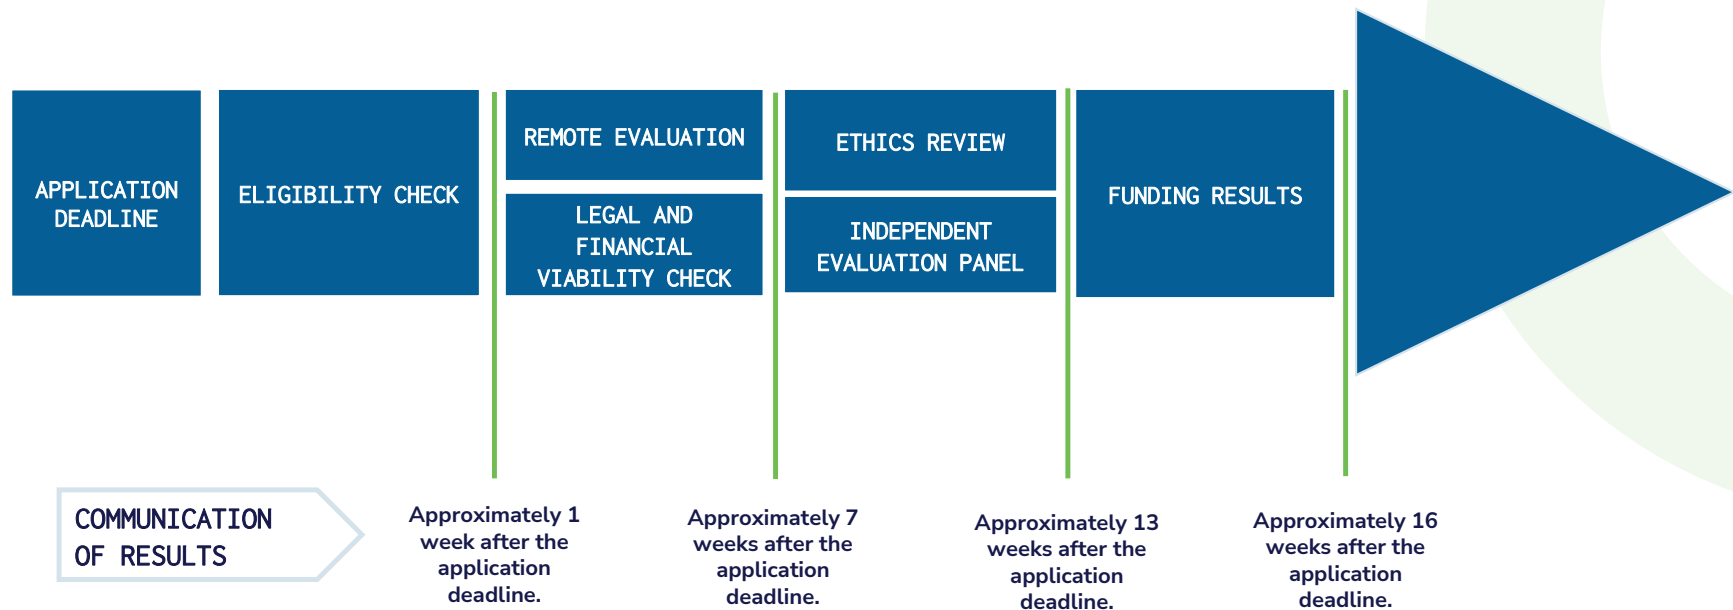 APPLICATION
DEADLINE
ELIGIBILITY CHECK
REMOTE EVALUATION
LEGAL AND
FINANCIAL
VIABILITY CHECK
ETHICS REVIEW
INDEPENDENT
EVALUATION PANEL
FUNDING RESULTS
COMMUNICATION
OF RESULTS
Approximately 1
week after the
application
deadline.
Approximately 7
weeks after the
application
deadline.
Approximately 13
weeks after the
application
deadline.
Approximately 16
weeks after the
application
deadline.